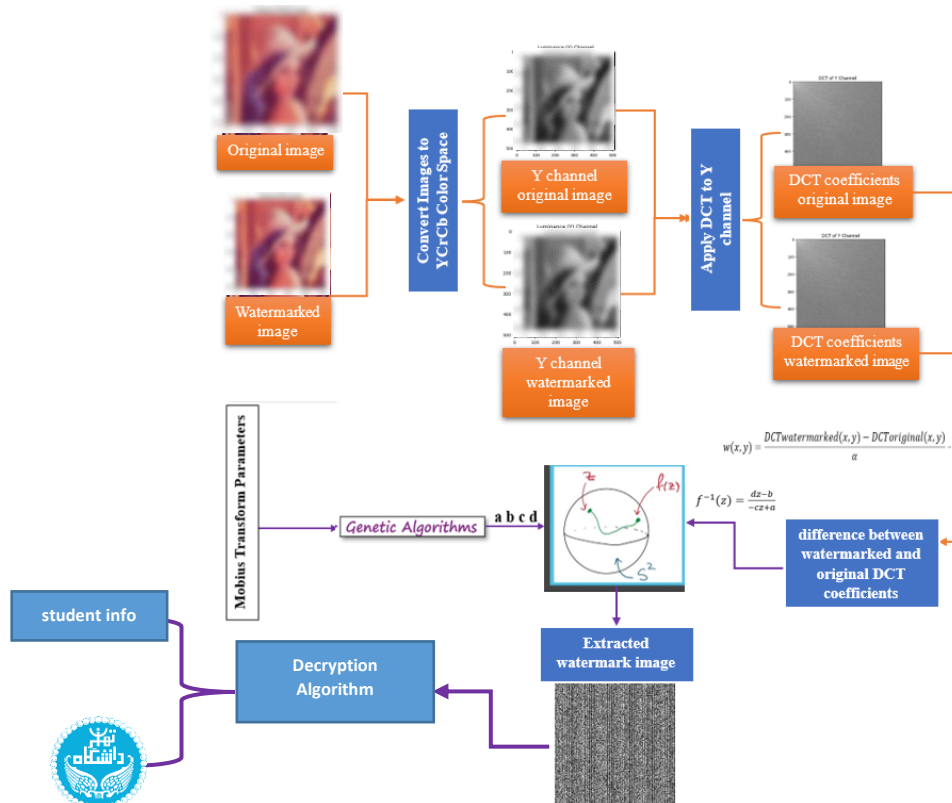 Original image
Watermarked
image
Convert Images to
YCrCb Color Space
Luminance (Y) Channel
Y channel
original image
Luminance (Y) Channel
Y channel
watermarked
image
Apply DCT to Y
channel
DCT of Y Channel
DCT coefficients
original image
DCT of Y Channel
DCT coefficients
watermarked image
w(x, y) = DCTwatermarked(x, y) − DCToriginal(x, y) / α
f⁻¹(z) = dz−b / −cz+a
difference between
watermarked and
original DCT
coefficients
Mobius Transform Parameters
Genetic Algorithms
a b c d
z
f(z)
S²
Extracted
watermark image
Decryption
Algorithm
student info
دانشگاه
تهران